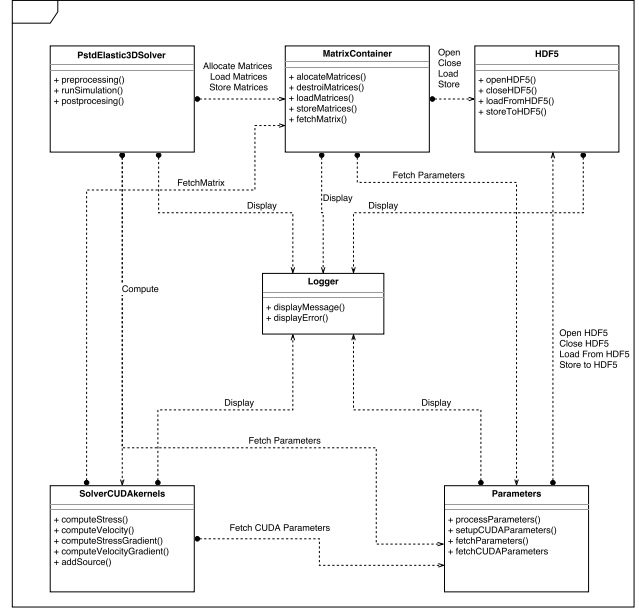 PstdElastic3DSolver
+ preprocessing()
+ runSimulation()
+ postprocesing()
Allocate Matrices
Load Matrices
Store Matrices
MatrixContainer
+ alocateMatrices()
+ destroiMatrices()
+ loadMatrices()
+ storeMatrices()
+ fetchMatrix()
Open
Close
Load
Store
HDF5
+ openHDF5()
+ closeHDF5()
+ loadFromHDF5()
+ storeToHDF5()
FetchMatrix
Fetch Parameters
Display
Display
Display
Logger
+ displayMessage()
+ displayError()
Compute
Open HDF5
Close HDF5
Load From HDF5
Store to HDF5
Display
Display
Fetch Parameters
SolverCUDAkernels
+ computeStress()
+ computeVelocity()
+ computeStressGradient()
+ computeVelocityGradient()
+ addSource()
Fetch CUDA Parameters
Parameters
+ processParameters()
+ setupCUDAParameters()
+ fetchParameters()
+ fetchCUDAParameters